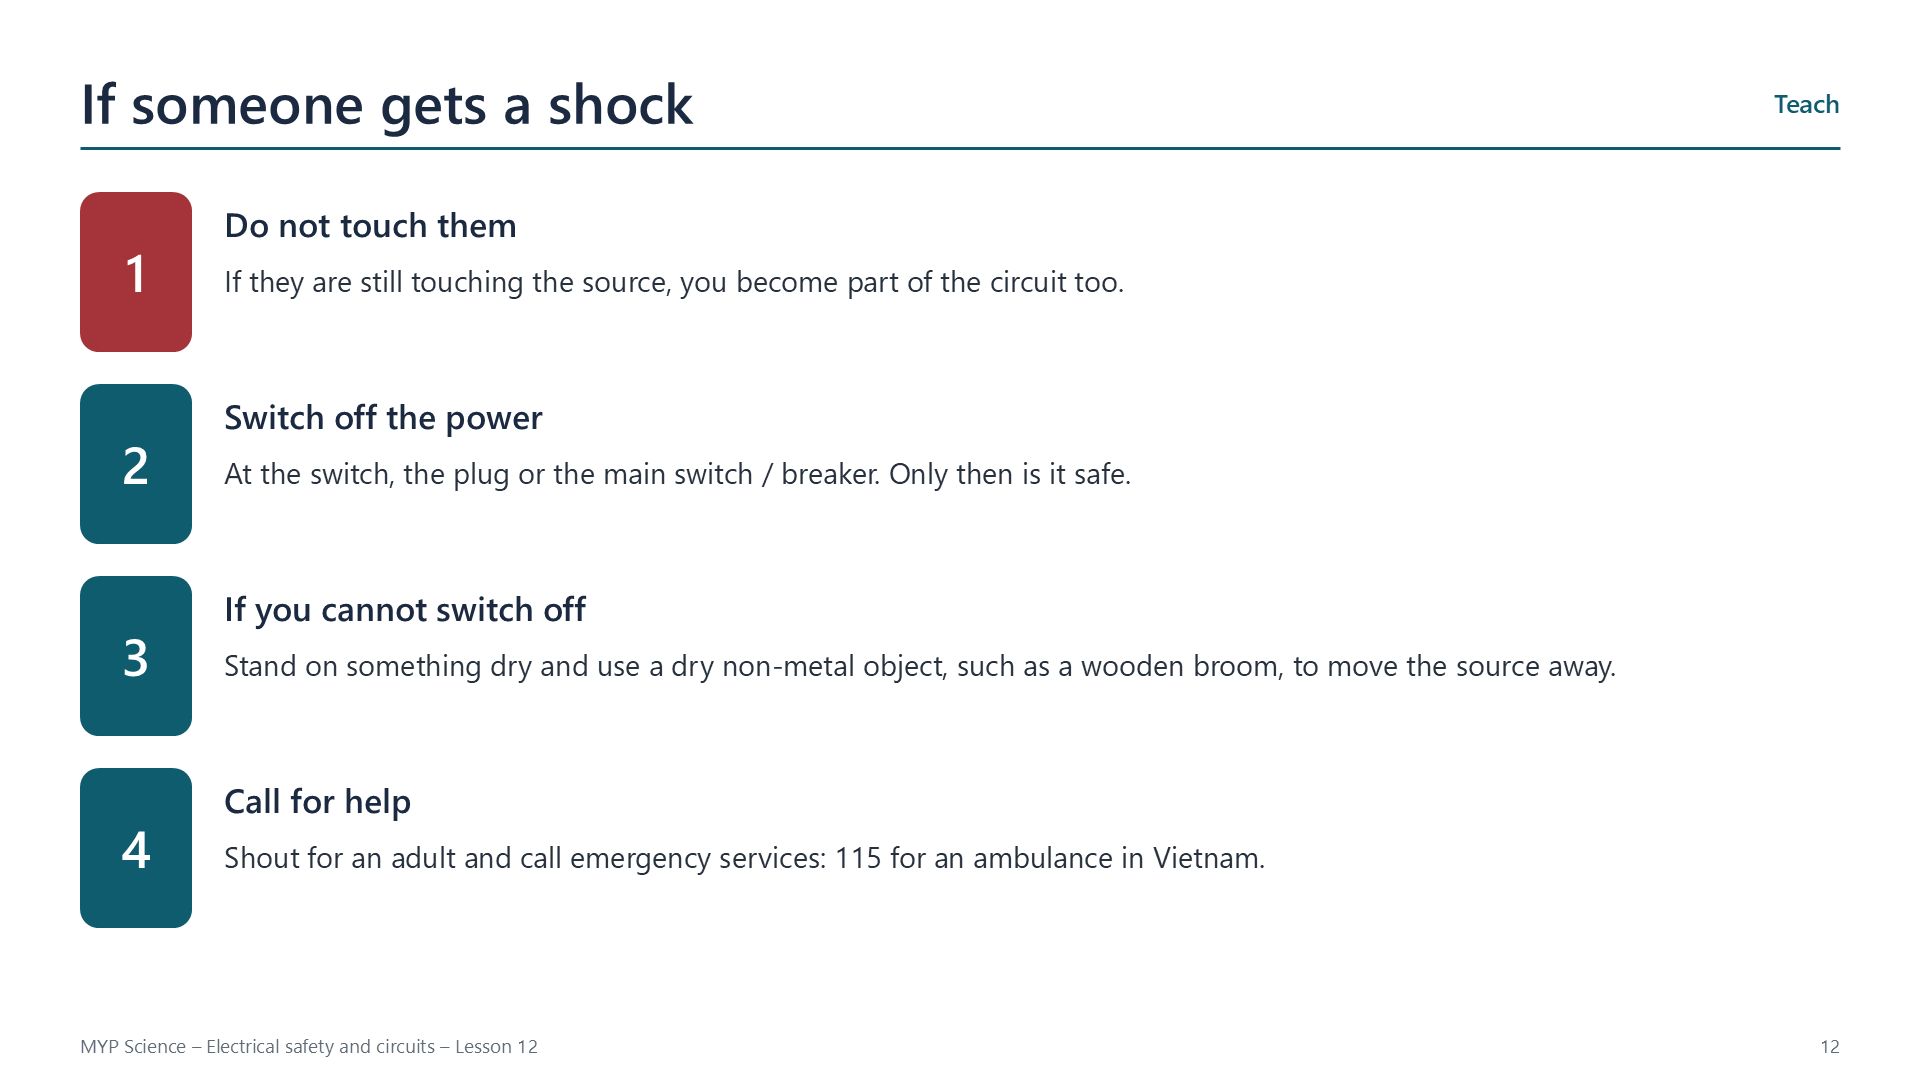 If someone gets a shock
Teach
1
Do not touch them
If they are still touching the source, you become part of the circuit too.
2
Switch off the power
At the switch, the plug or the main switch / breaker. Only then is it safe.
3
If you cannot switch off
Stand on something dry and use a dry non-metal object, such as a wooden broom, to move the source away.
4
Call for help
Shout for an adult and call emergency services: 115 for an ambulance in Vietnam.
MYP Science – Electrical safety and circuits – Lesson 12
12